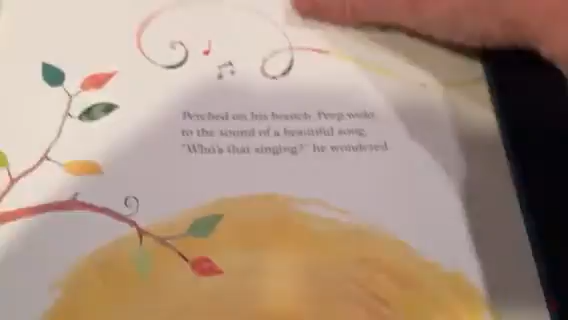 Perched on his branch, Peep woke
to the sound of a beautiful song.
"Who's that singing?" he wondered